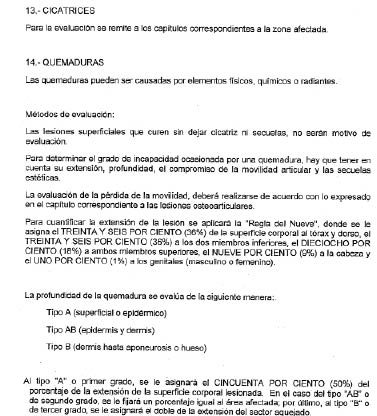 13.- CICATRICES
Para la evaluación se remite a los capítulos correspondientes a la zona afectada.
14.- QUEMADURAS
Las quemaduras pueden ser causadas por elementos físicos, químicos o radiantes.
Métodos de evaluación:
Las lesiones superficiales que curen sin dejar cicatriz ni secuelas, no serán motivo de
evaluación.
Para determinar el grado de incapacidad ocasionada por una quemadura, hay que tener en
cuenta su extensión, profundidad, el compromiso de la movilidad articular y las secuelas
estéticas.
La evaluación de la pérdida de la movilidad, deberá realizarse de acuerdo con lo expresado
en el capítulo correspondiente a las lesiones osteoarticulares.
Para cuantificar la extensión de la lesión se aplicará la "Regla del Nueve", donde se le
asigna el TREINTA Y SEIS POR CIENTO (36%) de la superficie corporal al tórax y dorso, el
TREINTA Y SEIS POR CIENTO (36%) a los dos miembros inferiores, el DIECIOCHO POR
CIENTO (18%) a ambos miembros superiores, el NUEVE POR CIENTO (9%) a la cabeza y
el UNO POR CIENTO (1%) a los genitales (masculino o femenino).
La profundidad de la quemadura se evalúa de la siguiente manera:
Tipo A (superficial o epidérmico)
Tipo AB (epidermis y dermis)
Tipo B (dermis hasta aponeurosis o hueso)
Al tipo "A" o primer grado, se le asignará el CINCUENTA POR CIENTO (50%) del
porcentaje de la extensión de la superficie corporal lesionada. En el caso del tipo "AB" o
de segundo grado, se le fijará un porcentaje igual al área afectada; por último, al tipo "B" o
de tercer grado, se le asignará el doble de la extensión del sector aquejado.